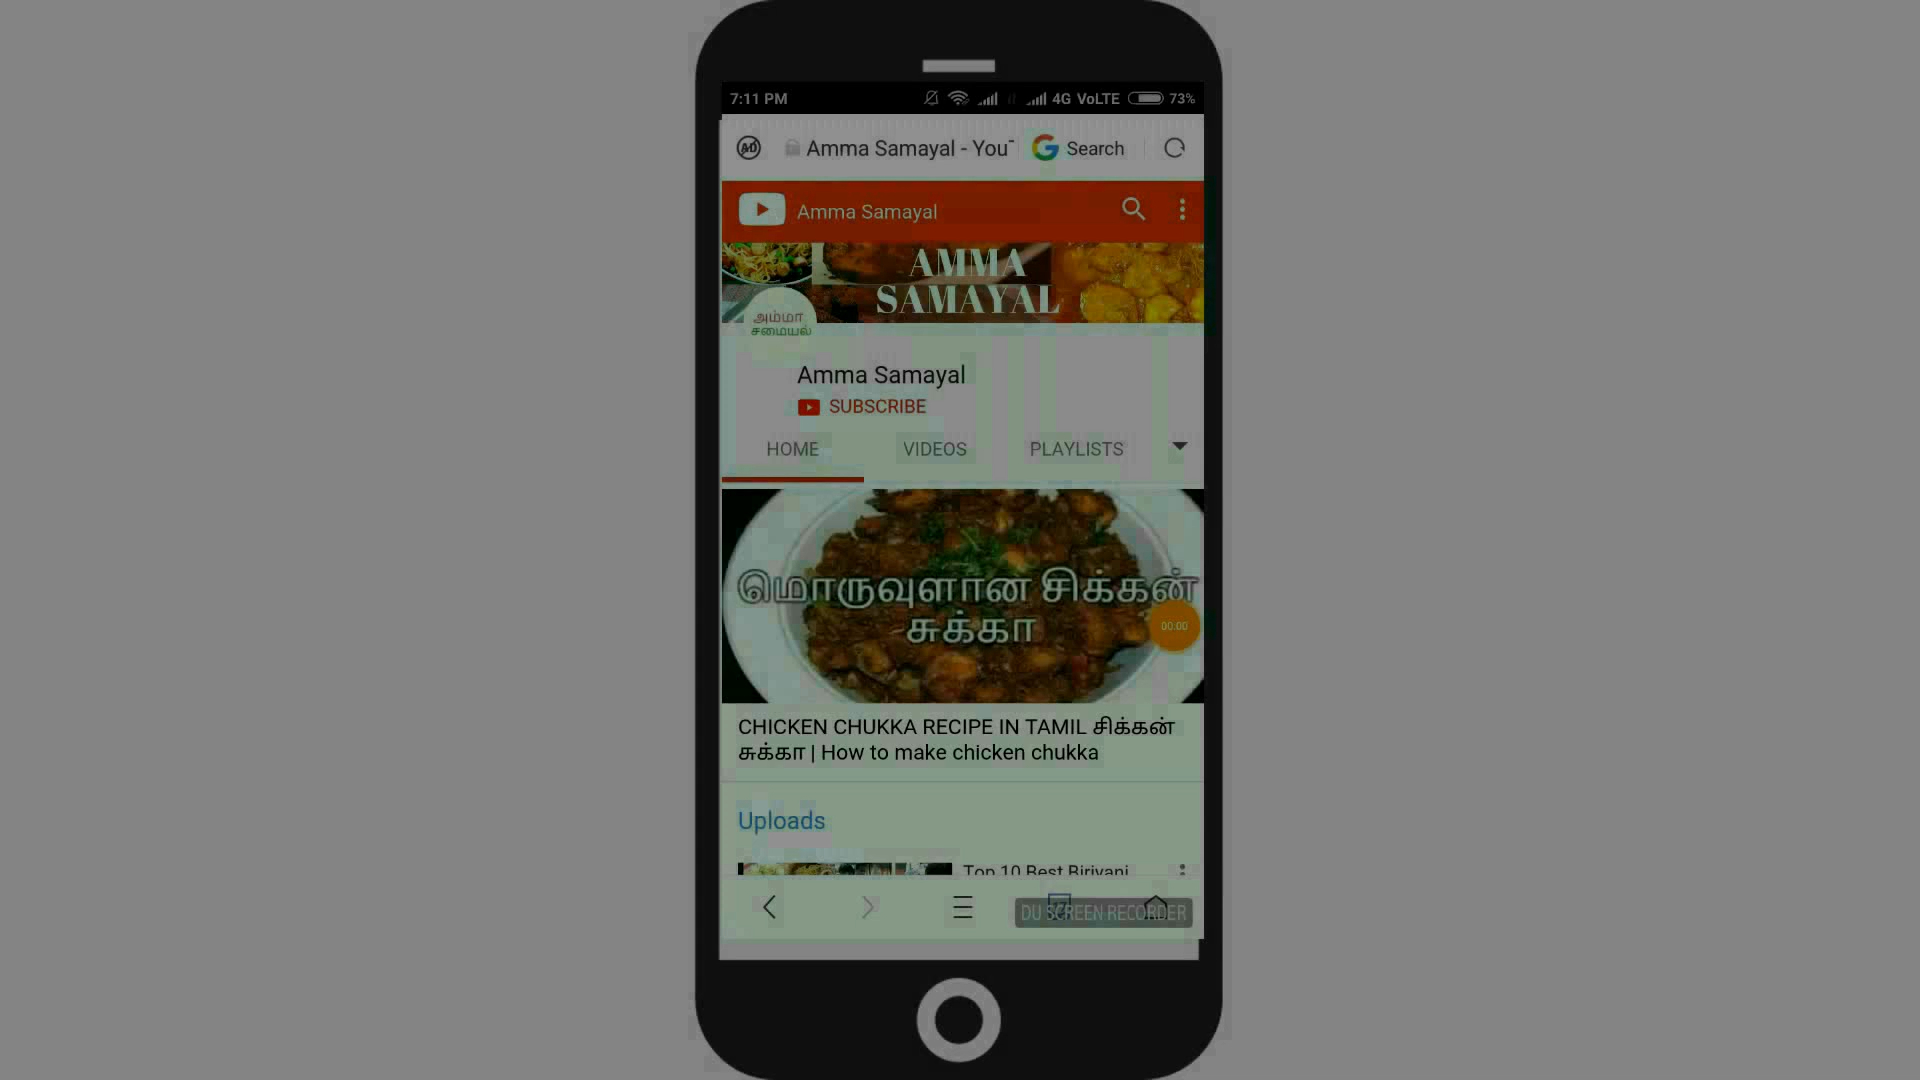 7:11 PM
4G VoLTE 73%
AD
Amma Samayal - You
Search
Amma Samayal
AMMA
SAMAYAL
அம்மா
சமையல்
Amma Samayal
SUBSCRIBE
HOME VIDEOS PLAYLISTS
மொருவுளான சிக்கன்
சுக்கா
00:00
CHICKEN CHUKKA RECIPE IN TAMIL சிக்கன்
சுக்கா | How to make chicken chukka
Uploads
Top 10 Best Biriyani
DU SCREEN RECORDER